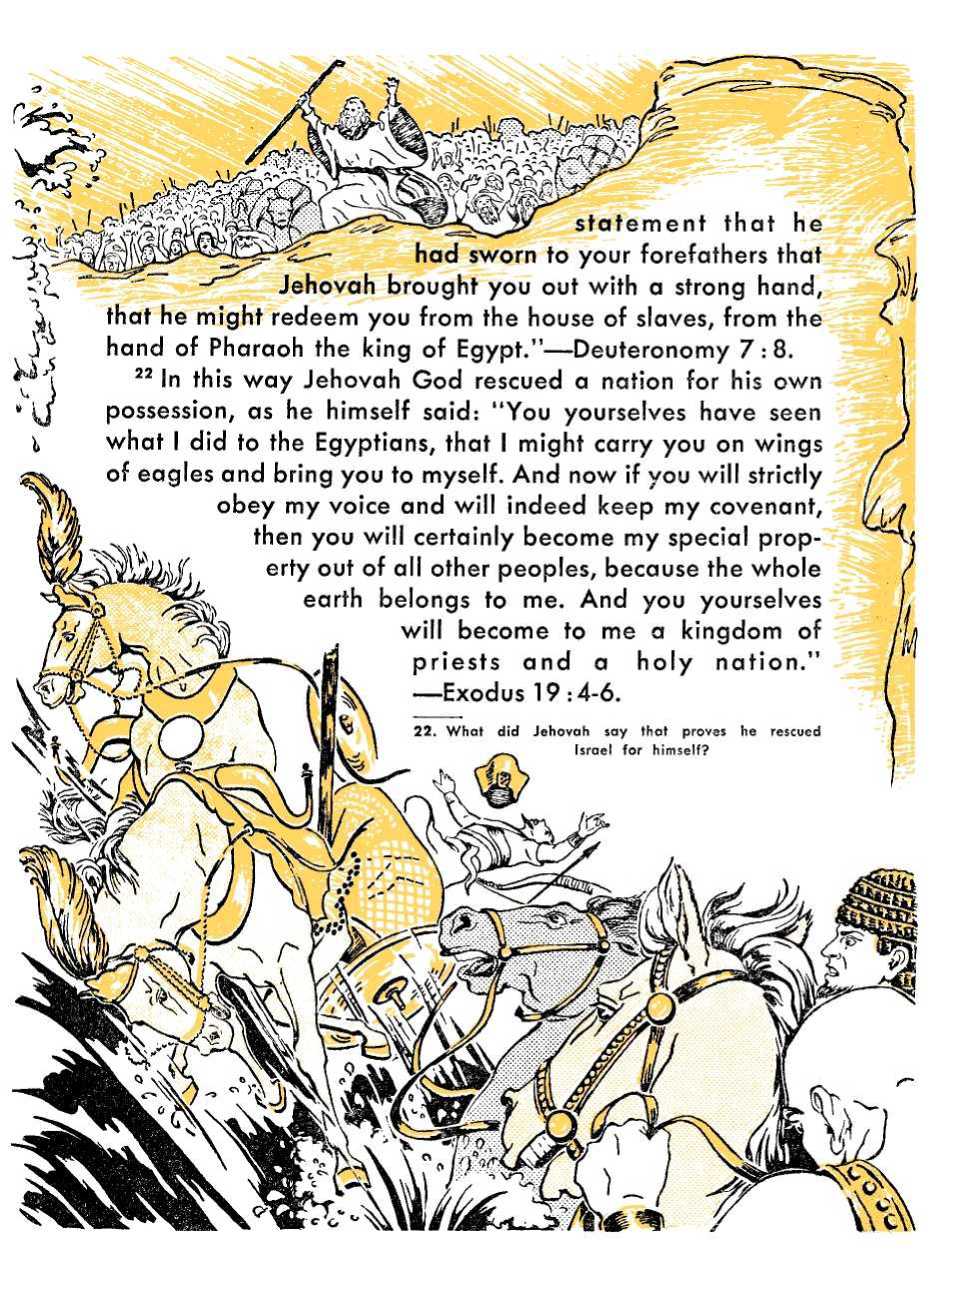 statement that he
had sworn to your forefathers that
Jehovah brought you out with a strong hand,
that he might redeem you from the house of slaves, from the
hand of Pharaoh the king of Egypt.”—Deuteronomy 7 : 8.
²² In this way Jehovah God rescued a nation for his own
possession, as he himself said: “You yourselves have seen
what I did to the Egyptians, that I might carry you on wings
of eagles and bring you to myself. And now if you will strictly
obey my voice and will indeed keep my covenant,
then you will certainly become my special prop-
erty out of all other peoples, because the whole
earth belongs to me. And you yourselves
will become to me a kingdom of
priests and a holy nation.”
—Exodus 19 : 4-6.
22. What did Jehovah say that proves he rescued
Israel for himself?